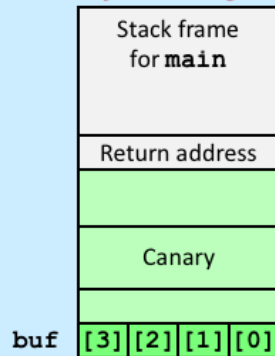 Stack frame
for main
Return address
Canary
buf [3] [2] [1] [0]